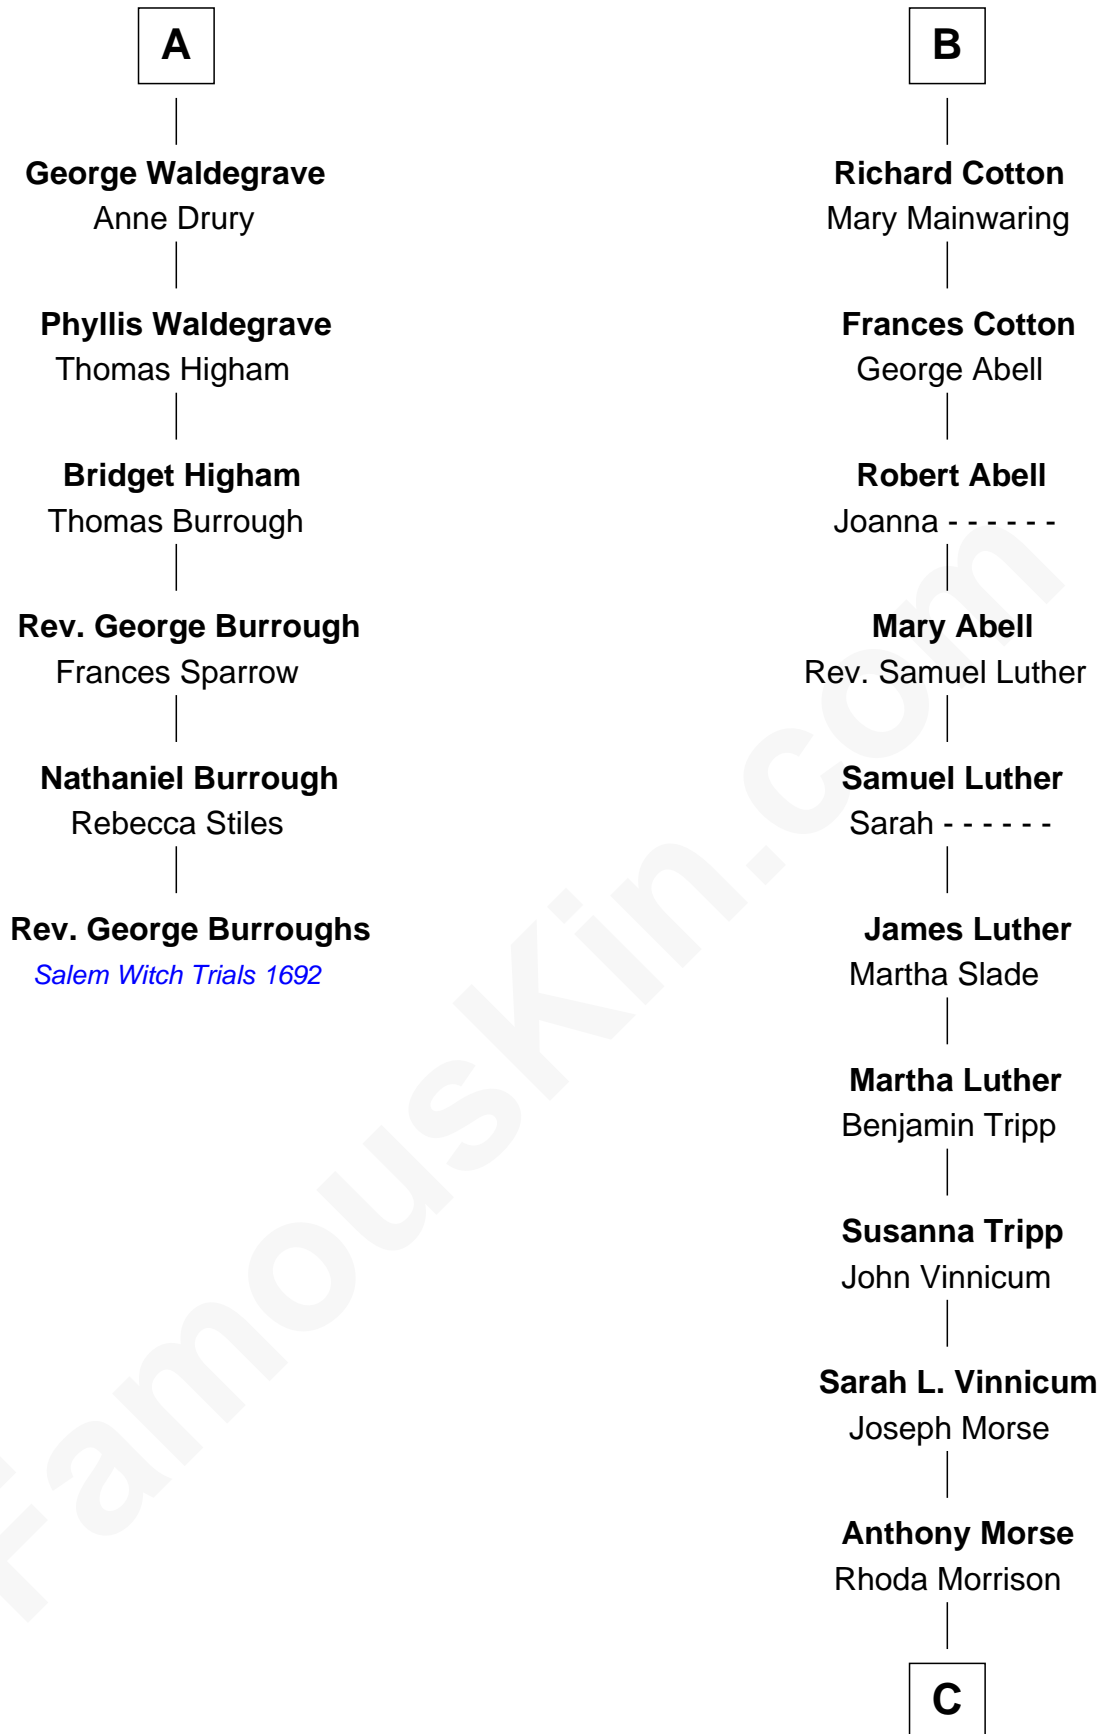 A
George Waldegrave
Anne Drury
Phyllis Waldegrave
Thomas Higham
Bridget Higham
Thomas Burrough
Rev. George Burrough
Frances Sparrow
Nathaniel Burrough
Rebecca Stiles
Rev. George Burroughs
Salem Witch Trials 1692
B
Richard Cotton
Mary Mainwaring
Frances Cotton
George Abell
Robert Abell
Joanna - - - - - -
Mary Abell
Rev. Samuel Luther
Samuel Luther
Sarah - - - - - -
James Luther
Martha Slade
Martha Luther
Benjamin Tripp
Susanna Tripp
John Vinnicum
Sarah L. Vinnicum
Joseph Morse
Anthony Morse
Rhoda Morrison
C
FamousKin.com